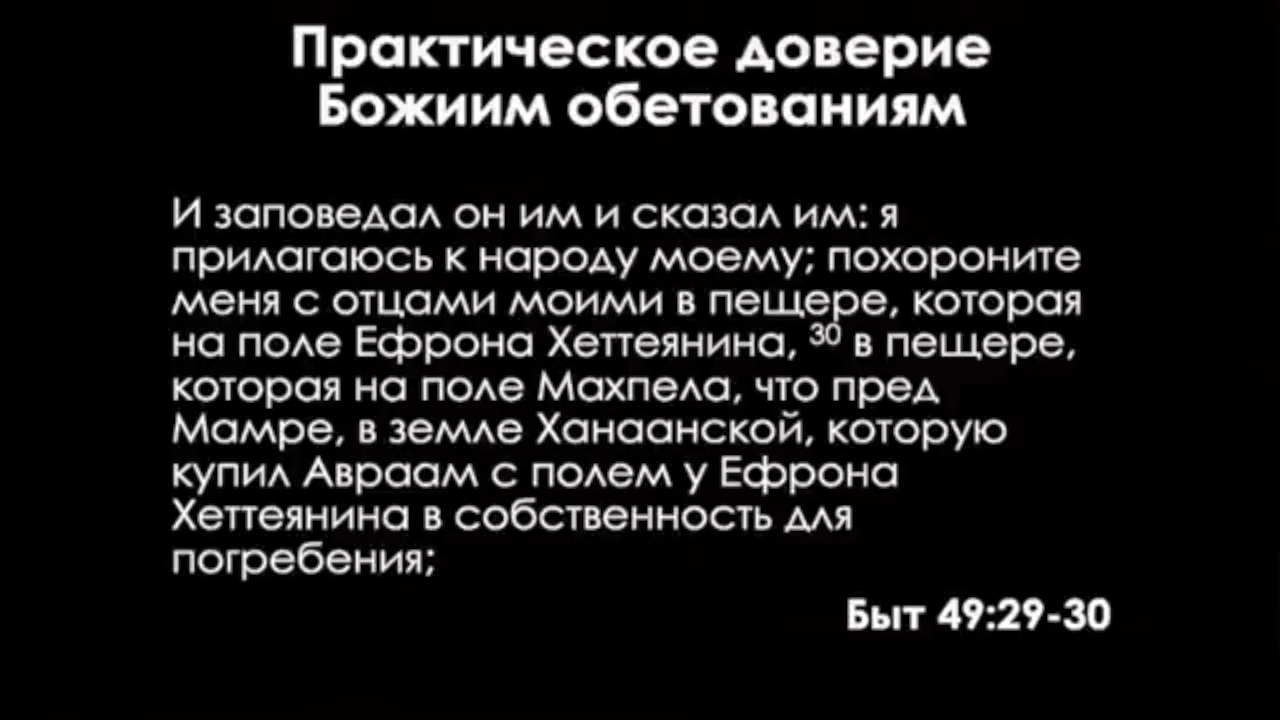 Практическое доверие
Божиим обетованиям
И заповедал он им и сказал им: я
прилагаюсь к народу моему; похороните
меня с отцами моими в пещере, которая
на поле Ефрона Хеттеянина, ³⁰ в пещере,
которая на поле Махпела, что пред
Мамре, в земле Ханаанской, которую
купил Авраам с полем у Ефрона
Хеттеянина в собственность для
погребения;
Быт 49:29-30